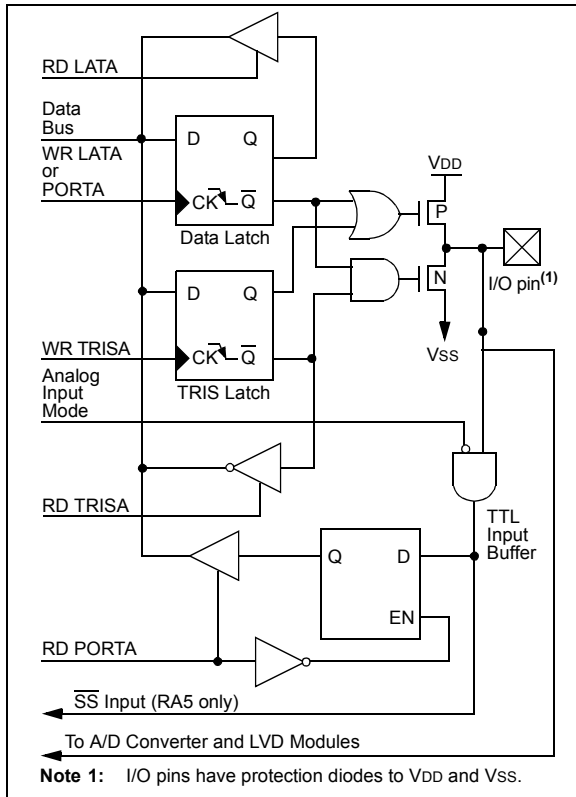 RD LATA
Data
Bus
D Q
WR LATA
or
PORTA
CK Q̅
Data Latch
VDD
P
I/O pin(1)
N
VSS
D Q
WR TRISA
CK Q̅
TRIS Latch
Analog
Input
Mode
RD TRISA
TTL
Input
Buffer
Q D
EN
RD PORTA
S̅S̅ Input (RA5 only)
To A/D Converter and LVD Modules
Note 1: I/O pins have protection diodes to VDD and VSS.